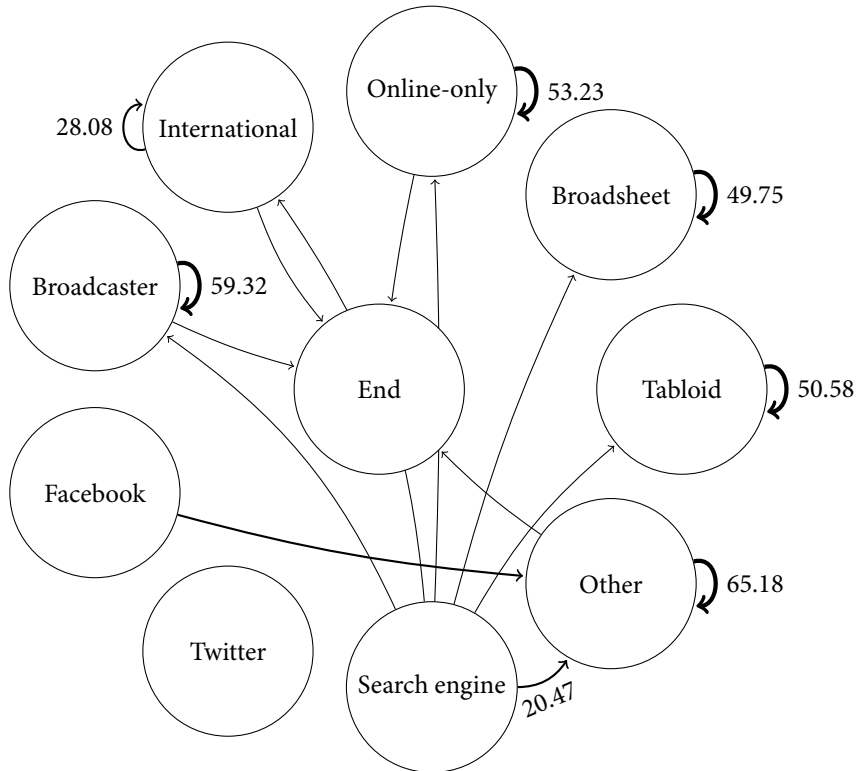 Online-only
53.23
International
28.08
Broadsheet
49.75
Broadcaster
59.32
End
Tabloid
50.58
Facebook
Other
65.18
Twitter
Search engine
20.47